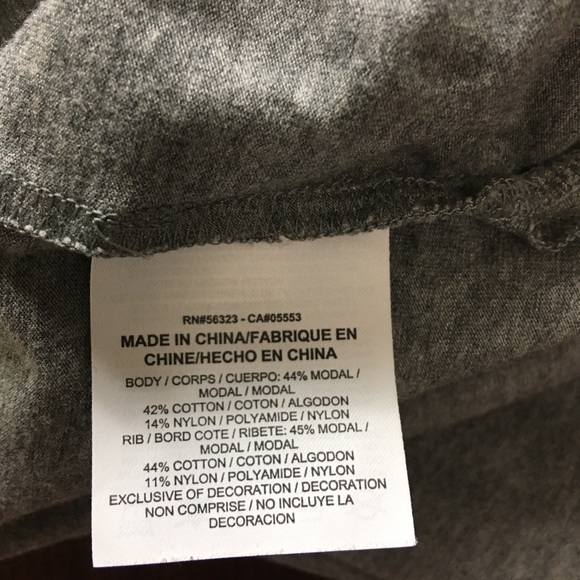 RN#56323 - CA#05553
MADE IN CHINA/FABRIQUE EN
CHINE/HECHO EN CHINA
BODY / CORPS / CUERPO: 44% MODAL /
MODAL / MODAL
42% COTTON / COTON / ALGODON
14% NYLON / POLYAMIDE / NYLON
RIB / BORD COTE / RIBETE: 45% MODAL /
MODAL / MODAL
44% COTTON / COTON / ALGODON
11% NYLON / POLYAMIDE / NYLON
EXCLUSIVE OF DECORATION / DECORATION
NON COMPRISE / NO INCLUYE LA
DECORACION